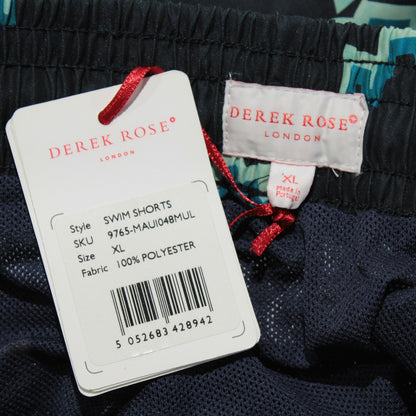 DEREK ROSE
LONDON
Style SWIM SHORTS
SKU 9765-MAUI04BMUL
Size XL
Fabric 100% POLYESTER
5 052683 428942
DEREK ROSE
LONDON
XL
Made in
Portugal